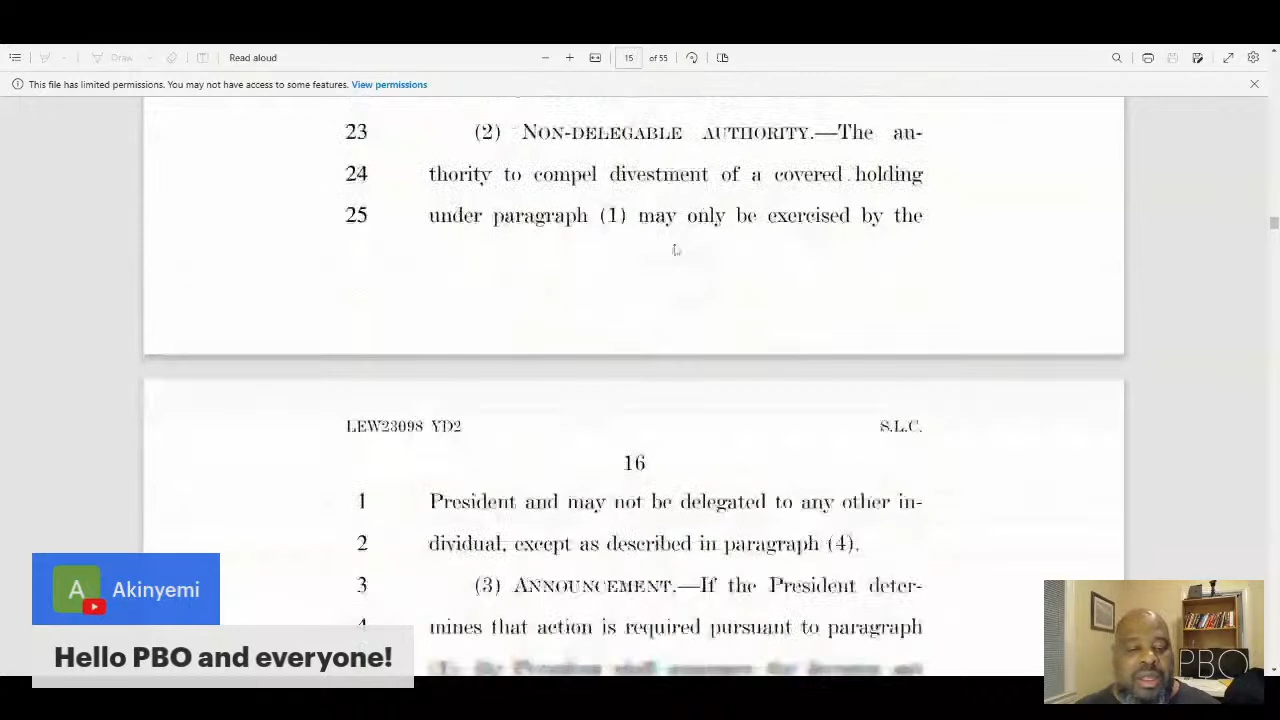 Draw
Read aloud
15 of 55
This file has limited permissions. You may not have access to some features. View permissions
23 (2) NON-DELEGABLE AUTHORITY.—The au-
24 thority to compel divestment of a covered holding
25 under paragraph (1) may only be exercised by the
LEW23098 YD2 S.L.C.
16
1 President and may not be delegated to any other in-
2 dividual, except as described in paragraph (4).
3 (3) ANNOUNCEMENT.—If the President deter-
4 mines that action is required pursuant to paragraph
A Akinyemi
Hello PBO and everyone!
PBO